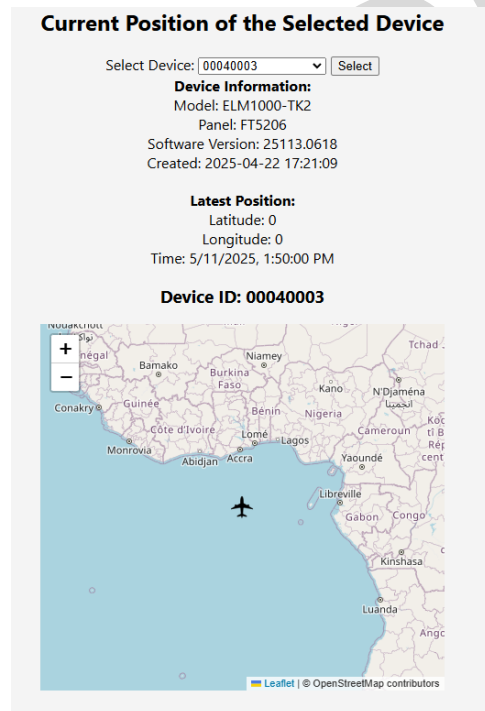 Current Position of the Selected Device
Select Device: 00040003 Select
Device Information:
Model: ELM1000-TK2
Panel: FT5206
Software Version: 25113.0618
Created: 2025-04-22 17:21:09
Latest Position:
Latitude: 0
Longitude: 0
Time: 5/11/2025, 1:50:00 PM
Device ID: 00040003
+
−
Tchad
Niamey
Bamako
Burkina
Faso
Kano
N'Djaména
انجمينا
Conakry
Guinée
Bénin
Nigeria
Côte d'Ivoire
Lomé
Lagos
Cameroun
Monrovia
Abidjan
Accra
Yaoundé
Libreville
Gabon
Congo
Kinshasa
Luanda
Leaflet | © OpenStreetMap contributors